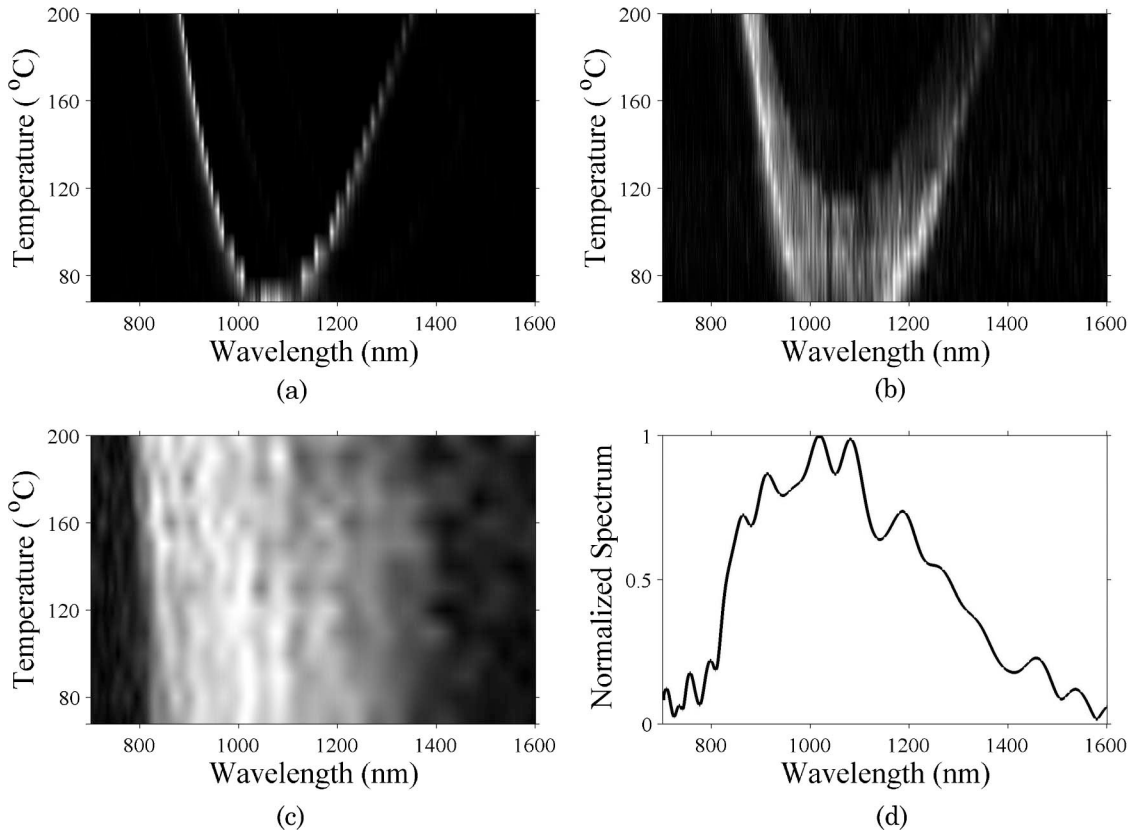 200
160
120
80
Temperature ( °C)
800 1000 1200 1400 1600
Wavelength (nm)
(a)
200
160
120
80
Temperature ( °C)
800 1000 1200 1400 1600
Wavelength (nm)
(b)
200
160
120
80
Temperature ( °C)
800 1000 1200 1400 1600
Wavelength (nm)
(c)
1
0.5
0
Normalized Spectrum
800 1000 1200 1400 1600
Wavelength (nm)
(d)